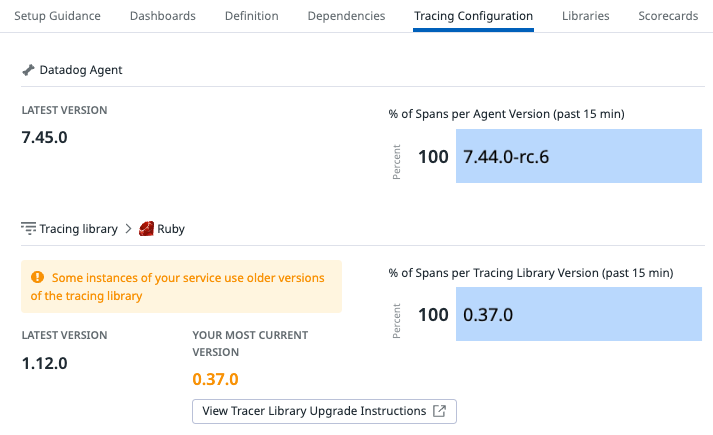 Setup Guidance Dashboards Definition Dependencies Tracing Configuration Libraries Scorecards
Datadog Agent
LATEST VERSION
7.45.0
% of Spans per Agent Version (past 15 min)
Percent
100 7.44.0-rc.6
Tracing library > Ruby
Some instances of your service use older versions
of the tracing library
LATEST VERSION
1.12.0
YOUR MOST CURRENT
VERSION
0.37.0
View Tracer Library Upgrade Instructions
% of Spans per Tracing Library Version (past 15 min)
Percent
100 0.37.0